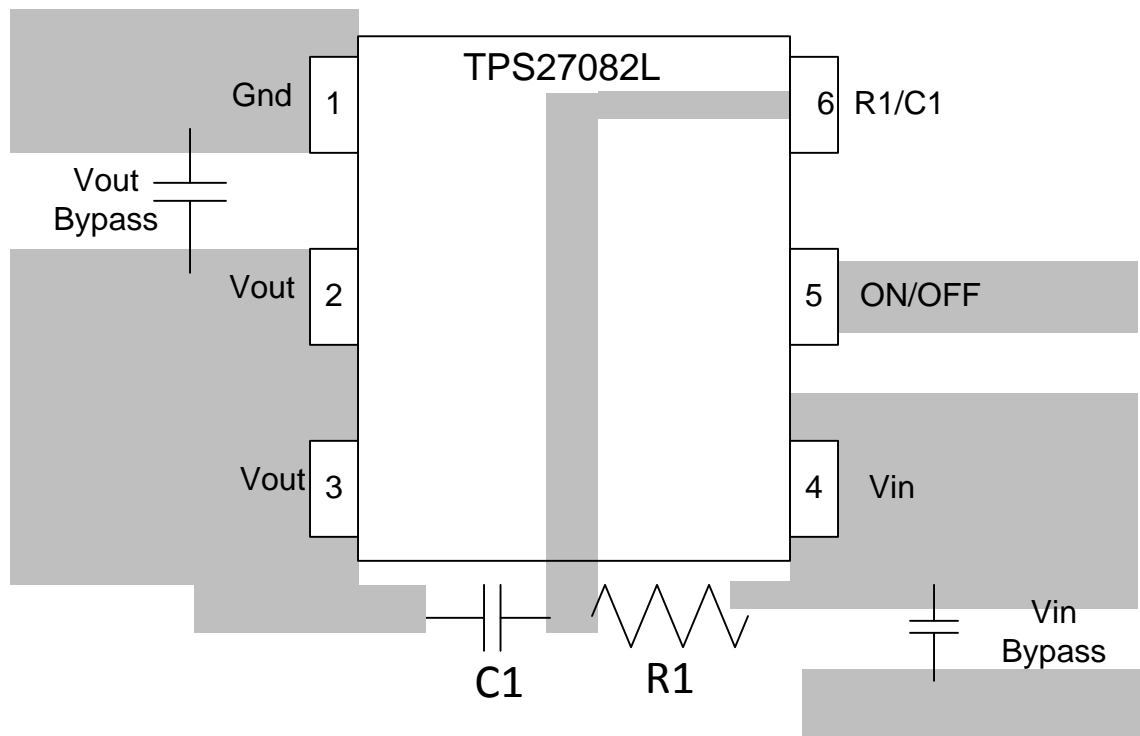 TPS27082L
Gnd
1
6
R1/C1
Vout
Bypass
Vout
2
5
ON/OFF
Vout
3
4
Vin
C1
R1
Vin
Bypass